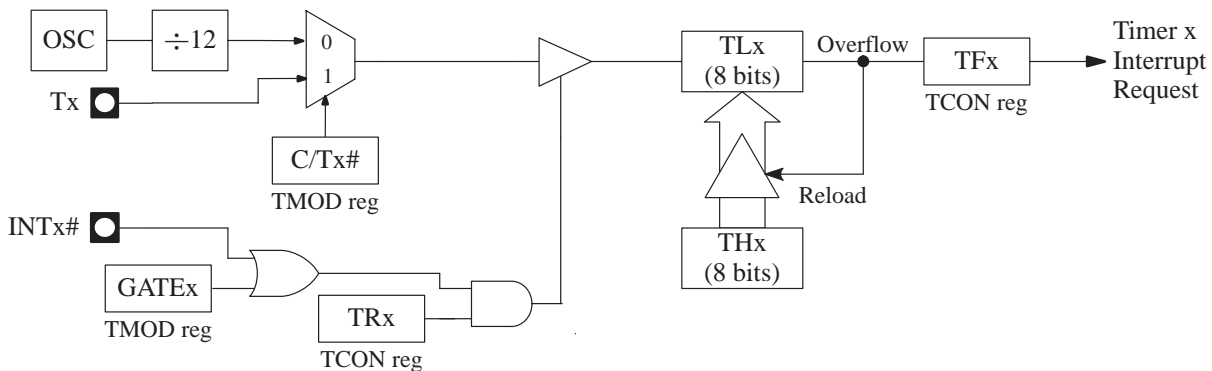 OSC
÷12
0
1
Tx
C/Tx#
TMOD reg
TLx
(8 bits)
Overflow
TFx
TCON reg
Timer x
Interrupt
Request
Reload
THx
(8 bits)
INTx#
GATEx
TMOD reg
TRx
TCON reg